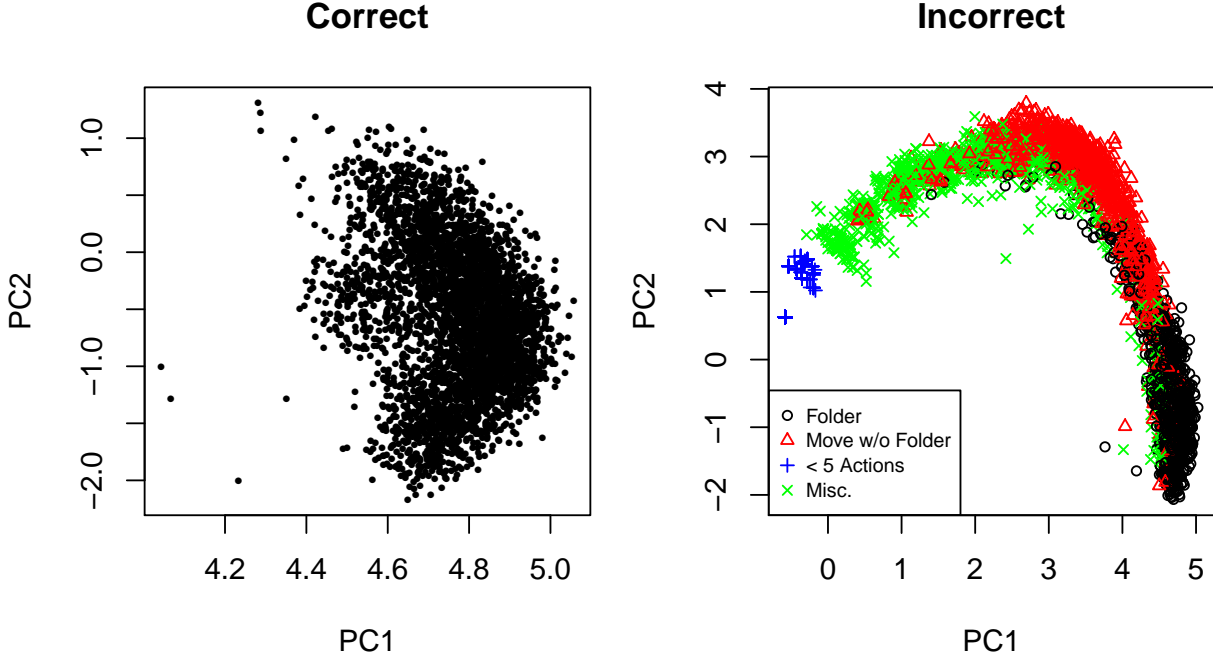 Correct
Incorrect
PC2
1.0
0.0
−1.0
−2.0
4.2 4.4 4.6 4.8 5.0
PC1
PC2
4
3
2
1
0
−1
−2
Folder
Move w/o Folder
< 5 Actions
Misc.
0 1 2 3 4 5
PC1